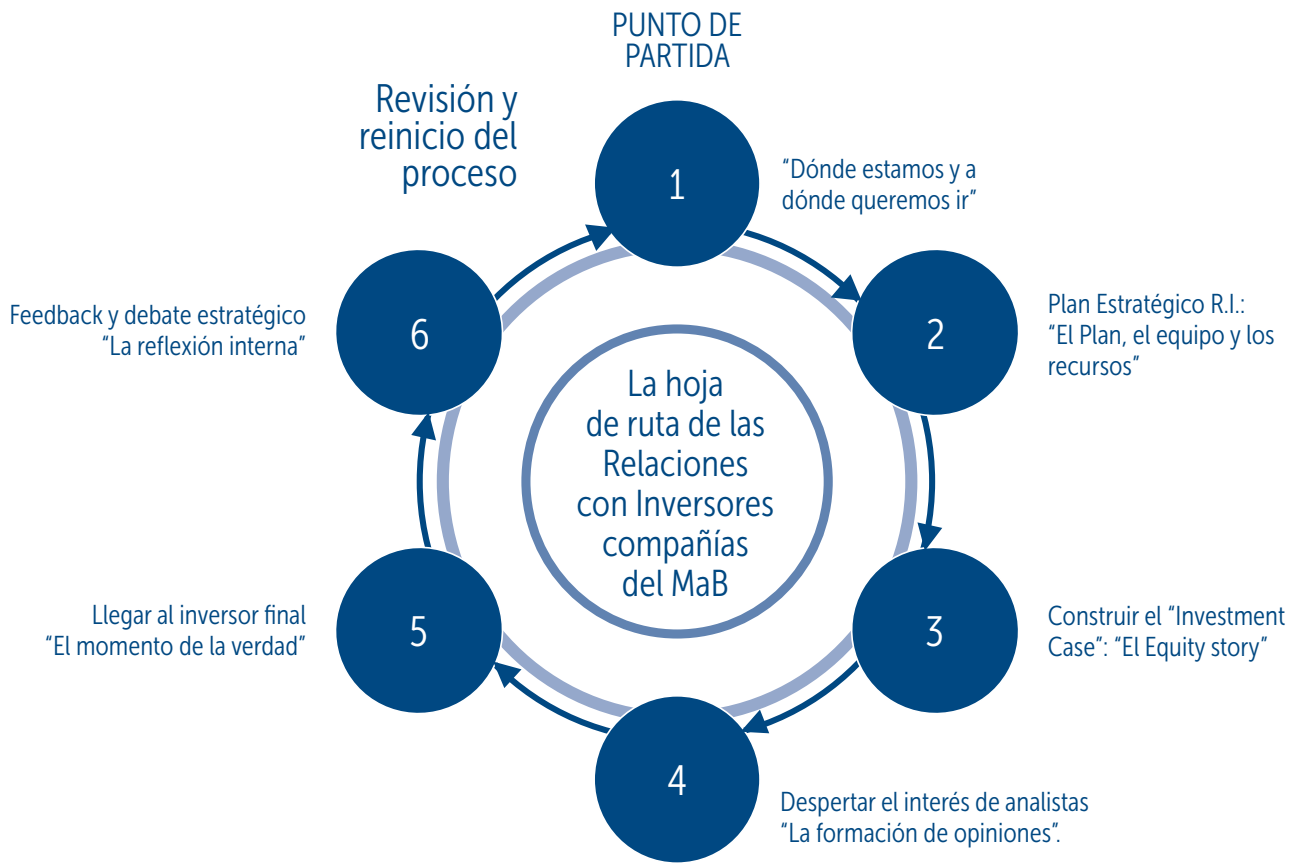 PUNTO DE
PARTIDA
1
“Dónde estamos y a
dónde queremos ir”
2
Plan Estratégico R.I.:
“El Plan, el equipo y los
recursos”
3
Construir el “Investment
Case”: “El Equity story”
4
Despertar el interés de analistas
“La formación de opiniones”.
5
Llegar al inversor final
“El momento de la verdad”
6
Feedback y debate estratégico
“La reflexión interna”
Revisión y
reinicio del
proceso
La hoja
de ruta de las
Relaciones
con Inversores
compañías
del MaB